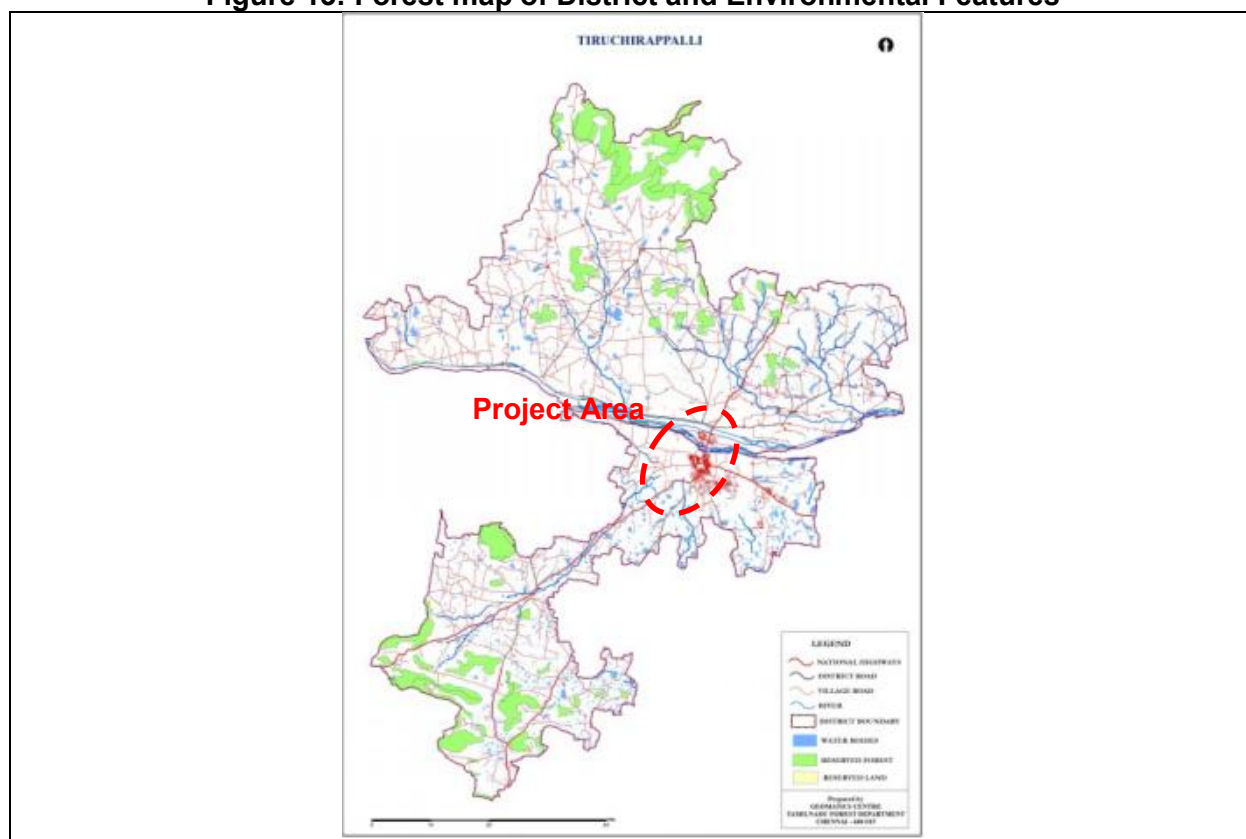 Figure 16: Forest map of District and Environmental Features
TIRUCHIRAPPALLI
Project Area
LEGEND
NATIONAL HIGHWAYS
DISTRICT ROAD
VILLAGE ROAD
RIVER
DISTRICT BOUNDARY
WATER BODIES
RESERVED FOREST
RESERVED LAND
Prepared by
GEOMATICS CENTRE
TAMILNADU FOREST DEPARTMENT
CHENNAI